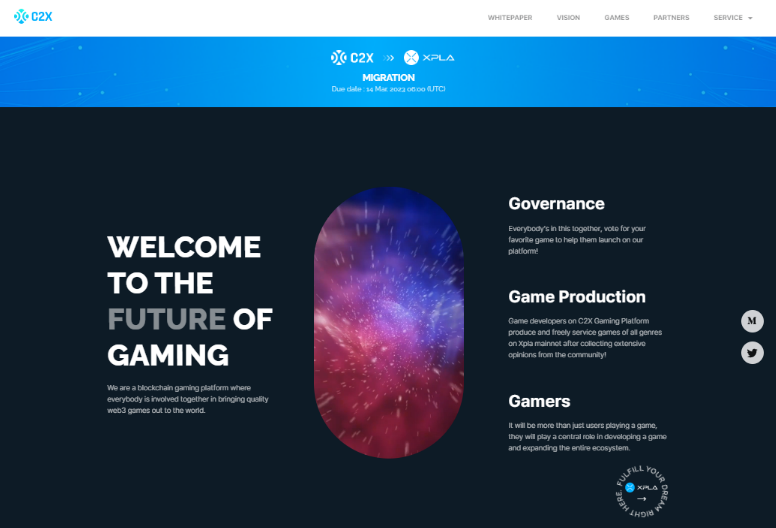 C2X
WHITEPAPER VISION GAMES PARTNERS SERVICE
C2X XPLA
MIGRATION
Due date : 14 Mar. 2023 06:00 (UTC)
WELCOME
TO THE
FUTURE OF
GAMING
We are a blockchain gaming platform where
everybody is involved together in bringing quality
web3 games out to the world.
Governance
Everybody's in this together, vote for your
favorite game to help them launch on our
platform!
Game Production
Game developers on C2X Gaming Platform
produce and freely service games of all genres
on Xpla mainnet after collecting extensive
opinions from the community!
Gamers
It will be more than just users playing a game,
they will play a central role in developing a game
and expanding the entire ecosystem.
M
FULFILL YOUR DREAM RIGHT HERE.
XPLA